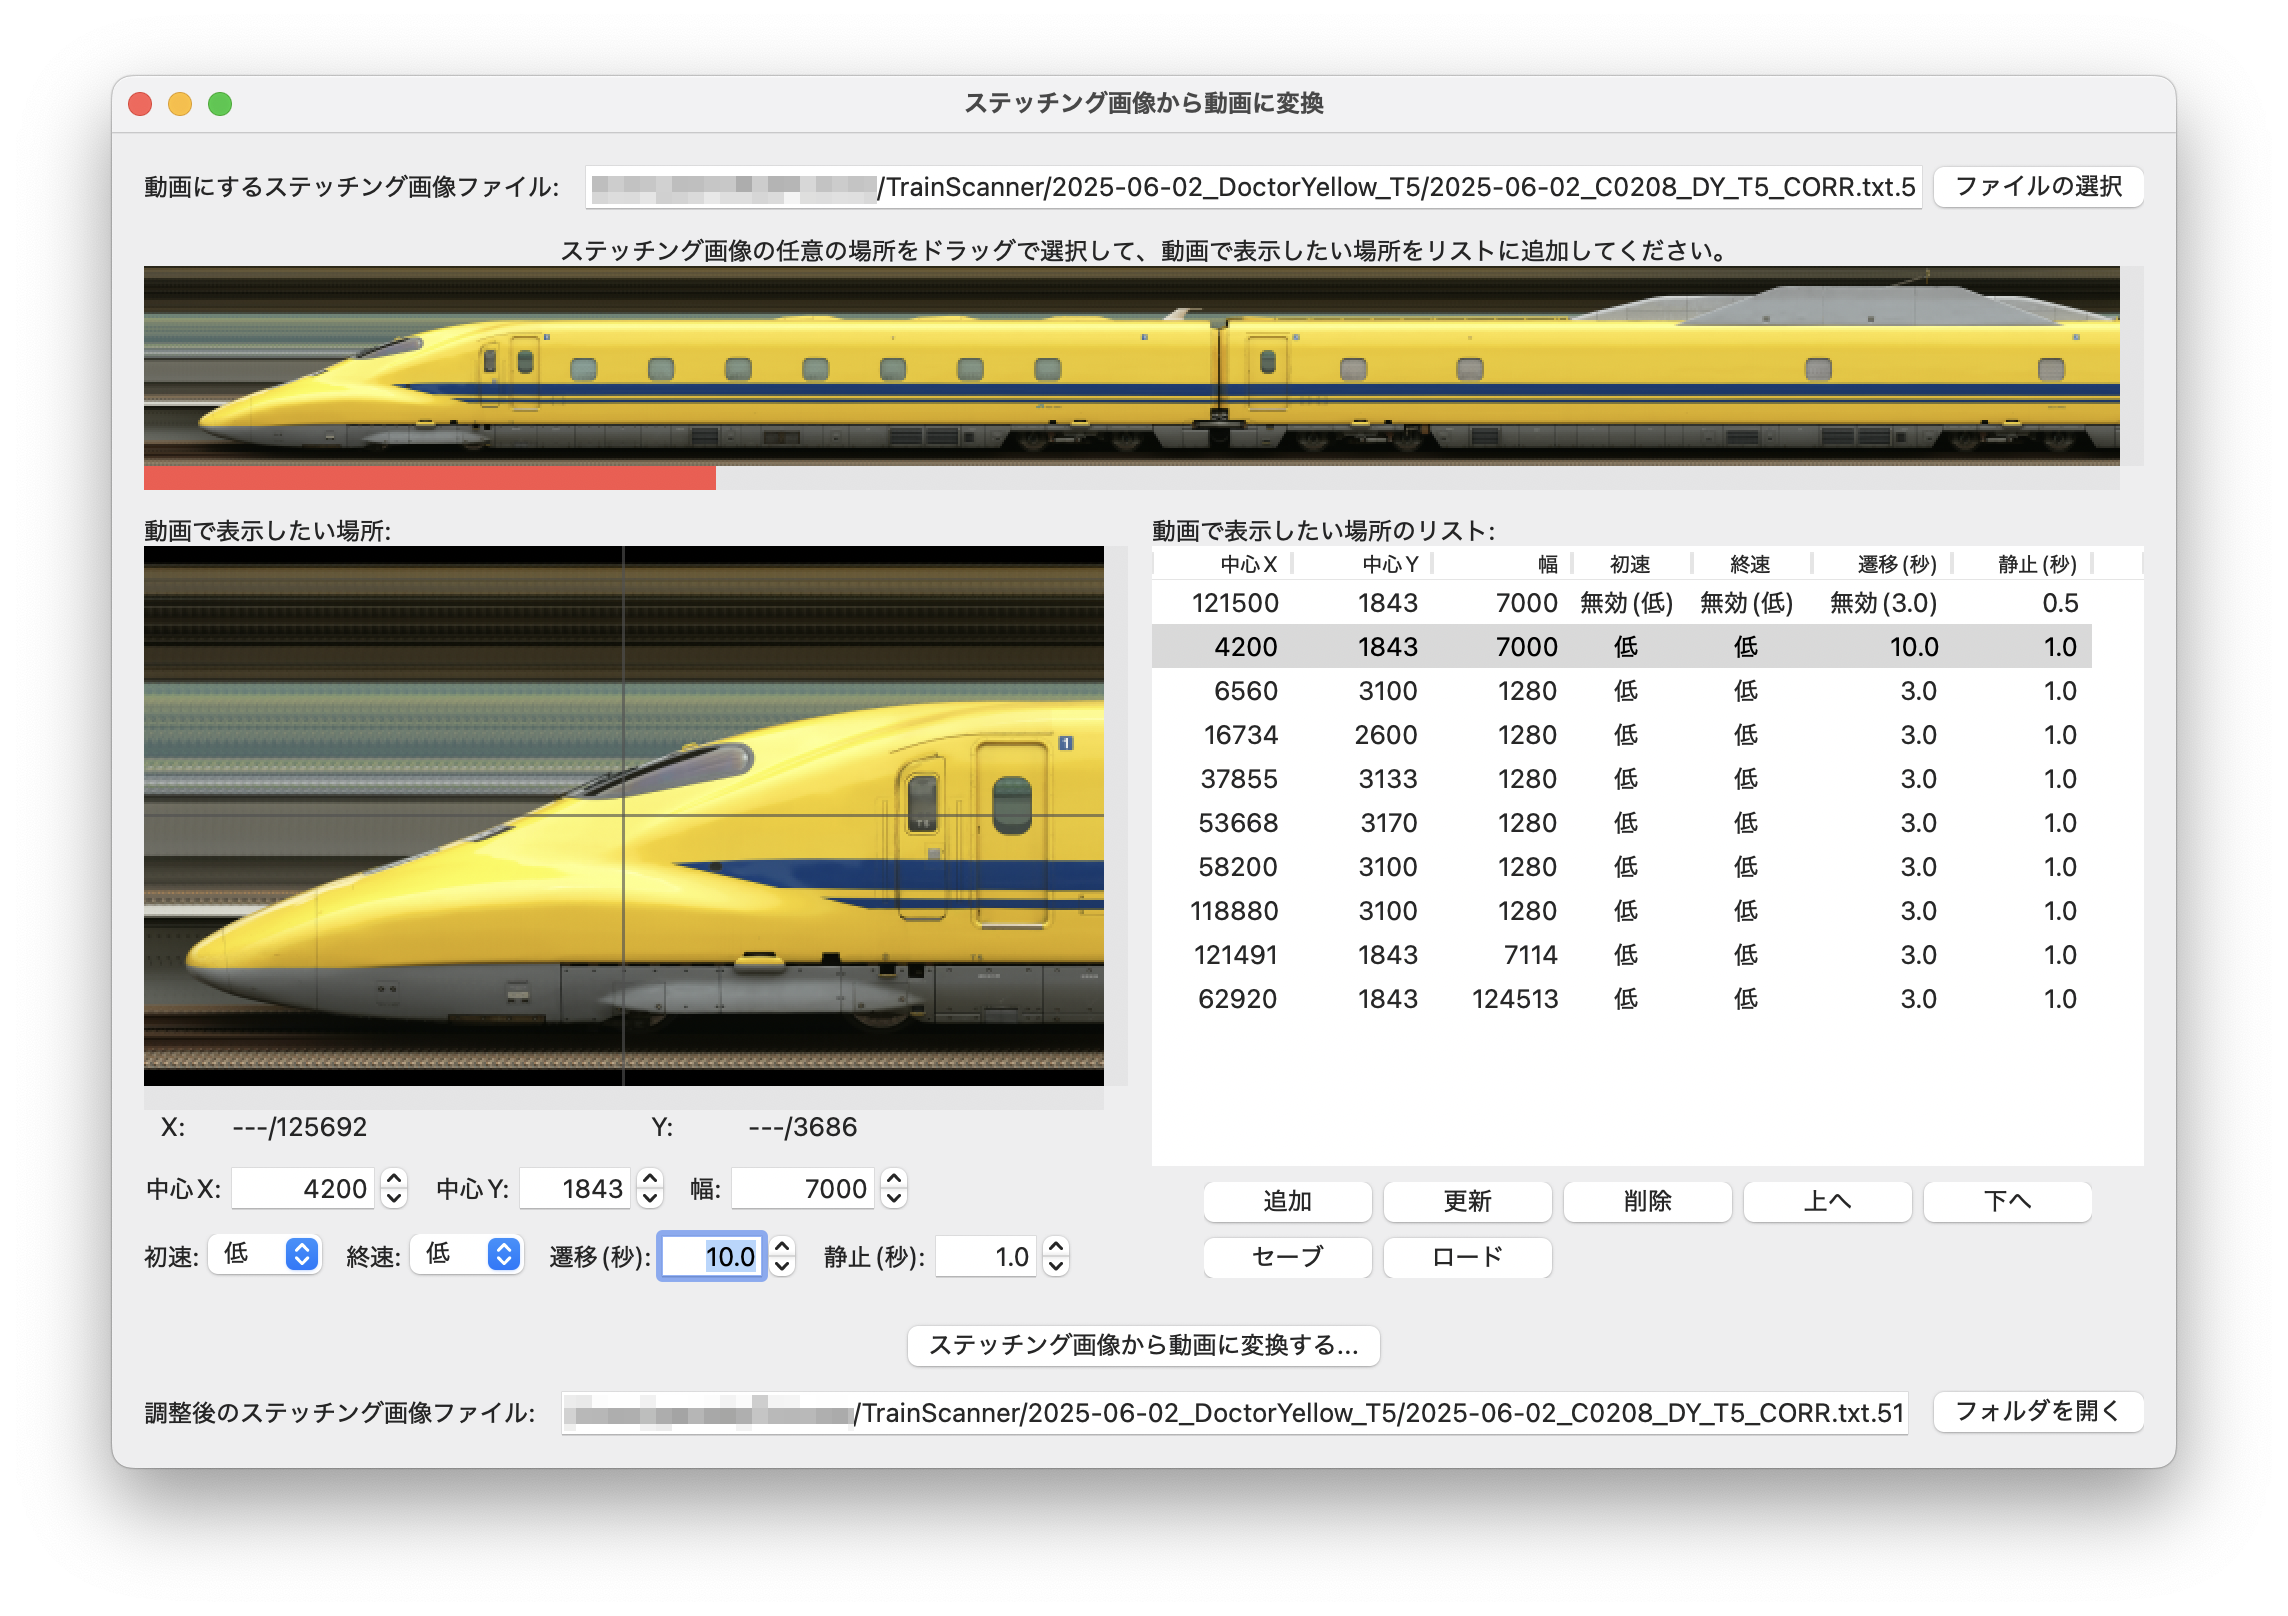 ステッチング画像から動画に変換
動画にするステッチング画像ファイル: /TrainScanner/2025-06-02_DoctorYellow_T5/2025-06-02_C0208_DY_T5_CORR.txt.5 ファイルの選択
ステッチング画像の任意の場所をドラッグで選択して、動画で表示したい場所をリストに追加してください。
動画で表示したい場所:
1
T5
T5
X: ---/125692 Y: ---/3686
中心X: 4200 中心Y: 1843 幅: 7000
初速: 低 終速: 低 遷移(秒): 10.0 静止(秒): 1.0
動画で表示したい場所のリスト:
中心X 中心Y 幅 初速 終速 遷移(秒) 静止(秒)
121500 1843 7000 無効(低) 無効(低) 無効(3.0) 0.5
4200 1843 7000 低 低 10.0 1.0
6560 3100 1280 低 低 3.0 1.0
16734 2600 1280 低 低 3.0 1.0
37855 3133 1280 低 低 3.0 1.0
53668 3170 1280 低 低 3.0 1.0
58200 3100 1280 低 低 3.0 1.0
118880 3100 1280 低 低 3.0 1.0
121491 1843 7114 低 低 3.0 1.0
62920 1843 124513 低 低 3.0 1.0
追加 更新 削除 上へ 下へ
セーブ ロード
ステッチング画像から動画に変換する...
調整後のステッチング画像ファイル: /TrainScanner/2025-06-02_DoctorYellow_T5/2025-06-02_C0208_DY_T5_CORR.txt.51 フォルダを開く